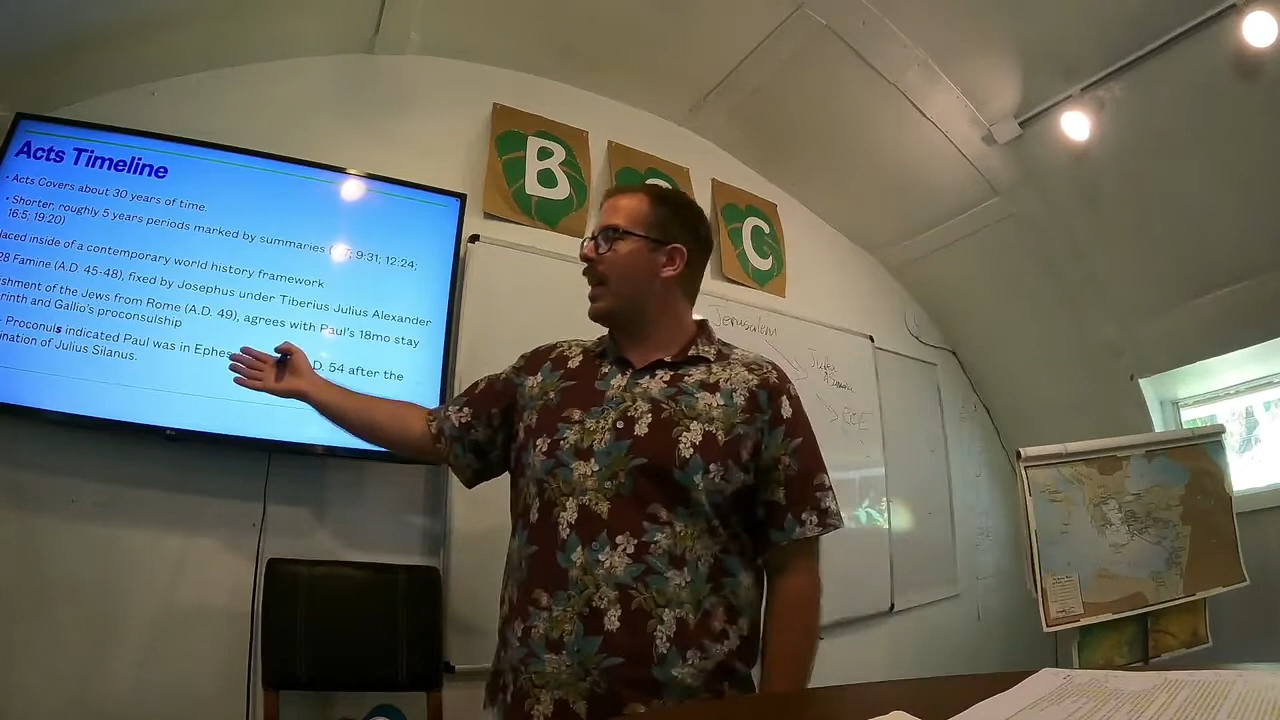 Acts Timeline
• Acts Covers about 30 years of time.
• Shorter, roughly 5 years periods marked by summaries ( 9:31; 12:24;
16:5; 19:20)
laced inside of a contemporary world history framework
28 Famine (A.D. 45-48), fixed by Josephus under Tiberius Julius Alexander
ishment of the Jews from Rome (A.D. 49), agrees with Paul's 18mo stay
rinth and Gallio's proconsulship
- Proconuls indicated Paul was in Ephes D. 54 after the
ination of Julius Silanus.
B
C
Jerusalem
Judea